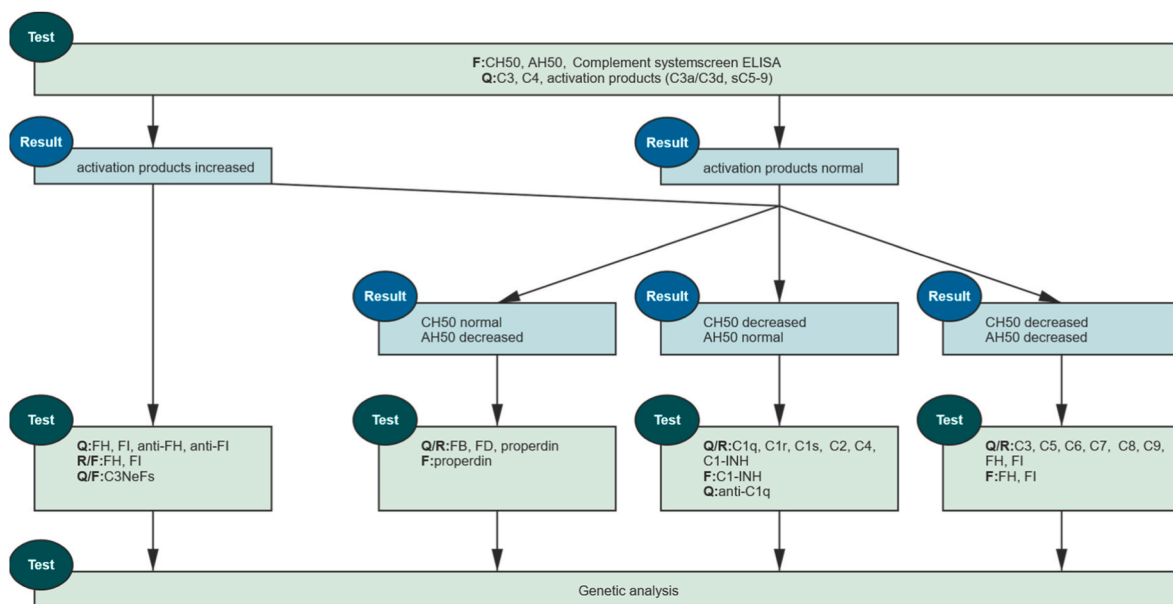 Test
F:CH50, AH50, Complement systemscreen ELISA
Q:C3, C4, activation products (C3a/C3d, sC5-9)
Result
activation products increased
Result
activation products normal
Result
CH50 normal
AH50 decreased
Result
CH50 decreased
AH50 normal
Result
CH50 decreased
AH50 decreased
Test
Q:FH, FI, anti-FH, anti-FI
R/F:FH, FI
Q/F:C3NeFs
Test
Q/R:FB, FD, properdin
F:properdin
Test
Q/R:C1q, C1r, C1s, C2, C4,
C1-INH
F:C1-INH
Q:anti-C1q
Test
Q/R:C3, C5, C6, C7, C8, C9,
FH, FI
F:FH, FI
Test
Genetic analysis